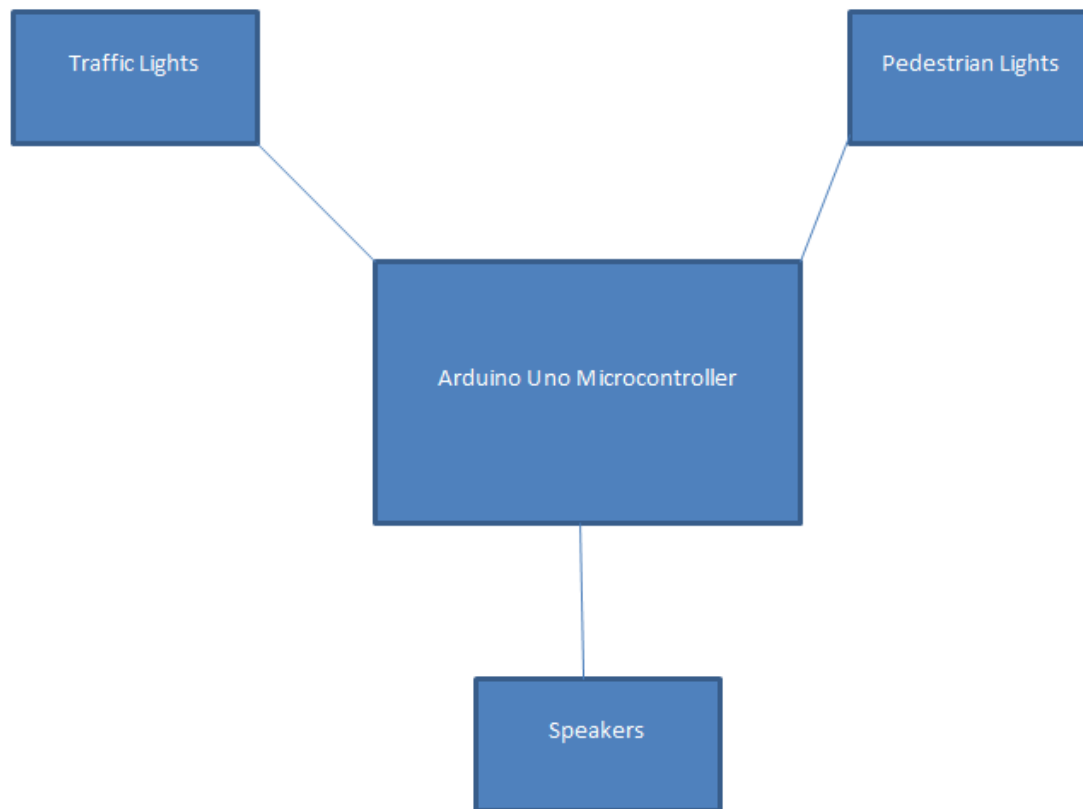 Traffic Lights
Pedestrian Lights
Arduino Uno Microcontroller
Speakers